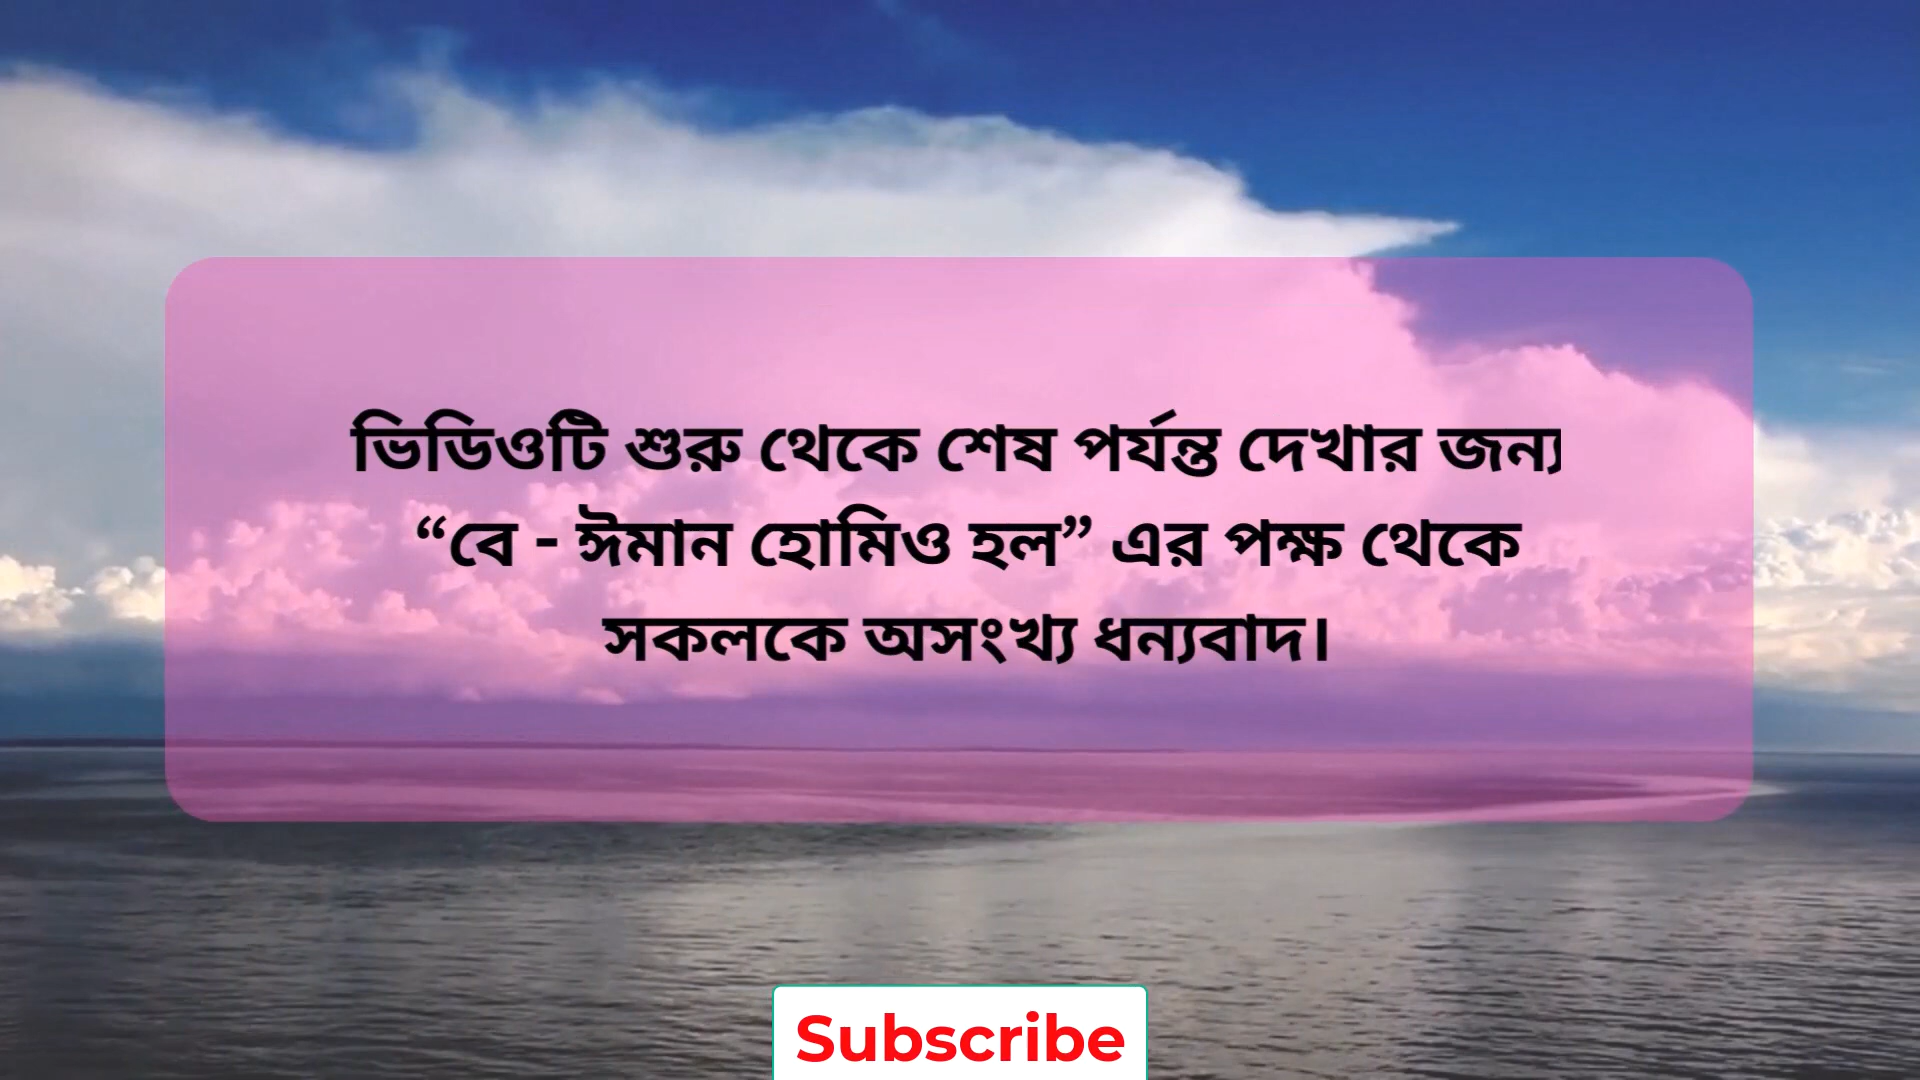 ভিডিওটি শুরু থেকে শেষ পর্যন্ত দেখার জন্য
“বে - ঈমান হোমিও হল” এর পক্ষ থেকে
সকলকে অসংখ্য ধন্যবাদ।
Subscribe